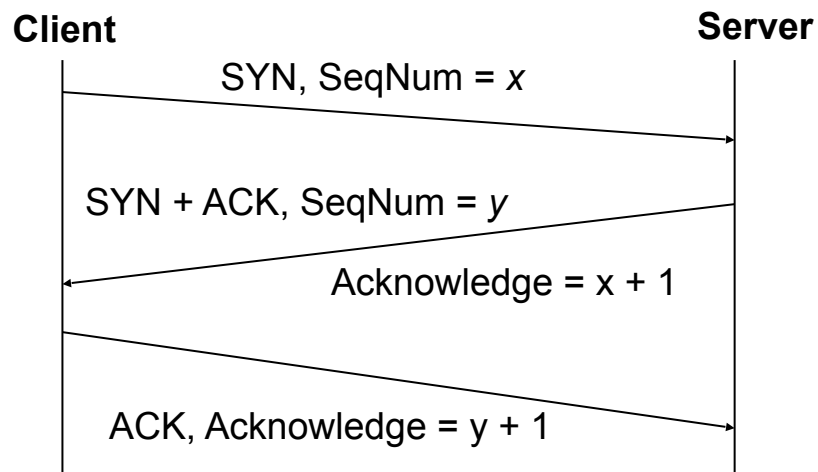 Client
Server
SYN, SeqNum = x
SYN + ACK, SeqNum = y
Acknowledge = x + 1
ACK, Acknowledge = y + 1